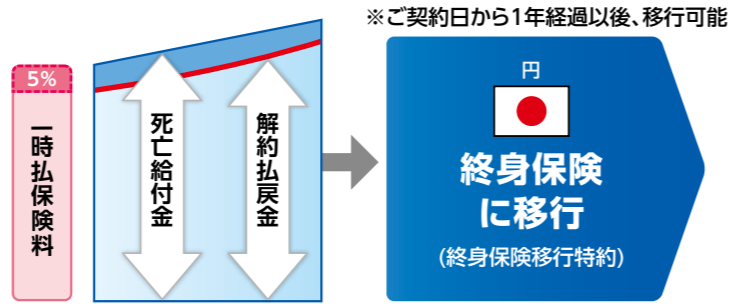 ※ご契約日から1年経過以後、移行可能
5%
一時払保険料
死亡給付金
解約払戻金
円
終身保険
に移行
(終身保険移行特約)